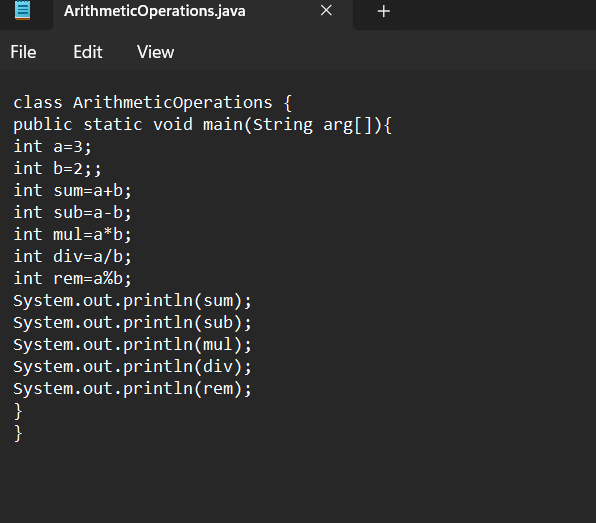 ArithmeticOperations.java
File Edit View
class ArithmeticOperations {
public static void main(String arg[]){
int a=3;
int b=2;;
int sum=a+b;
int sub=a-b;
int mul=a*b;
int div=a/b;
int rem=a%b;
System.out.println(sum);
System.out.println(sub);
System.out.println(mul);
System.out.println(div);
System.out.println(rem);
}
}